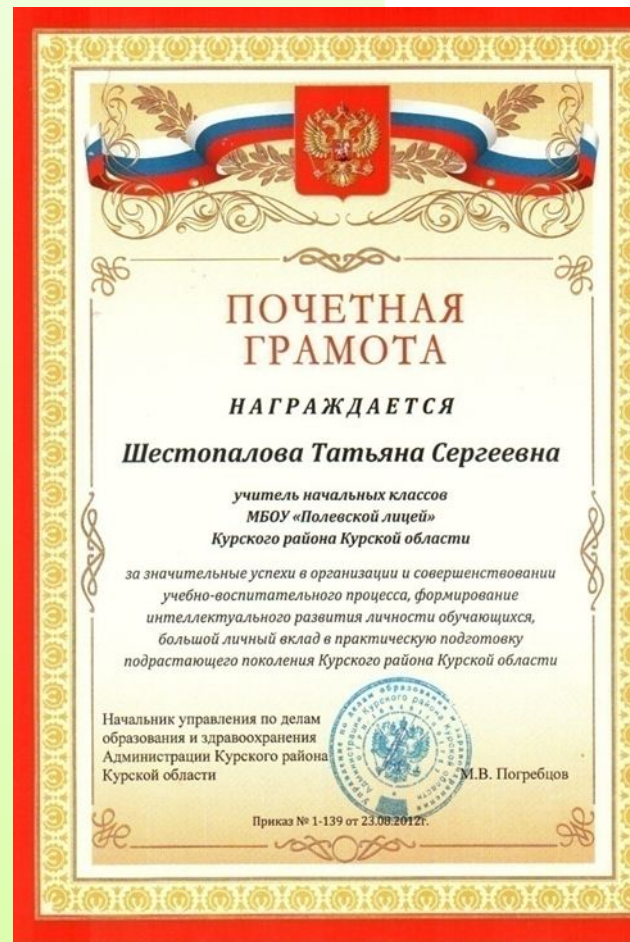 ПОЧЕТНАЯ
ГРАМОТА
НАГРАЖДАЕТСЯ
Шестопалова Татьяна Сергеевна
учитель начальных классов
МБОУ «Полевской лицей»
Курского района Курской области
за значительные успехи в организации и совершенствовании
учебно-воспитательного процесса, формирование
интеллектуального развития личности обучающихся,
большой личный вклад в практическую подготовку
подрастающего поколения Курского района Курской области
Начальник управления по делам
образования и здравоохранения
Администрации Курского района
Курской области
М.В. Погребцов
Приказ № 1-139 от 23.08.2012г.